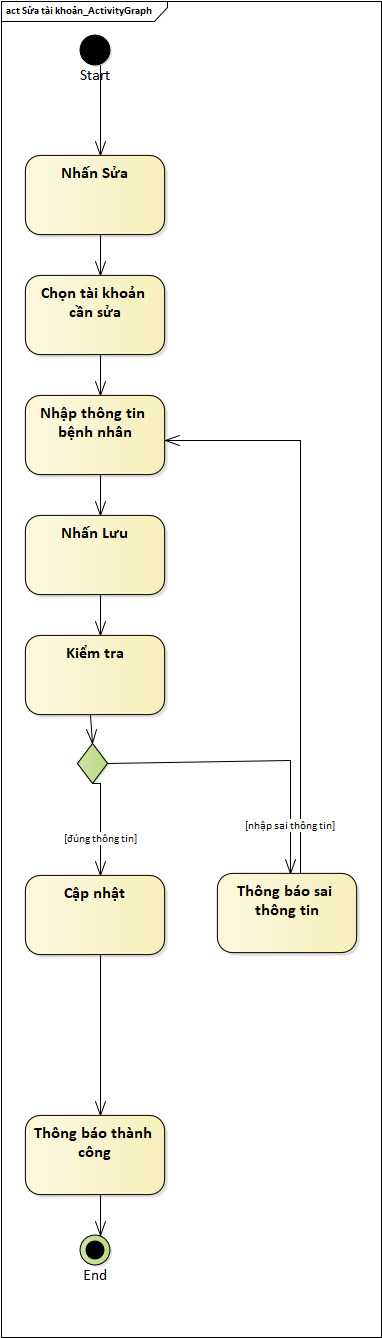 act Sửa tài khoản_ActivityGraph
Start
Nhấn Sửa
Chọn tài khoản
cần sửa
Nhập thông tin
bệnh nhân
Nhấn Lưu
Kiểm tra
[nhập sai thông tin]
[đúng thông tin]
Cập nhật
Thông báo sai
thông tin
Thông báo thành
công
End